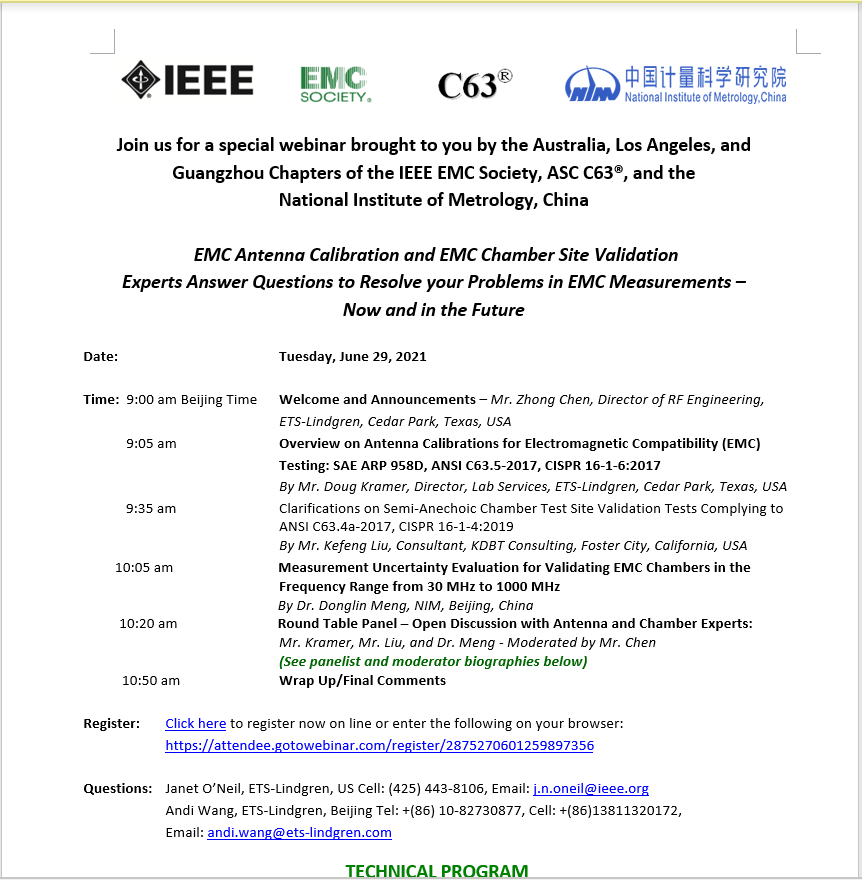 IEEE
EMC
SOCIETY®
C63®
中国计量科学研究院
NIM
National Institute of Metrology,China
Join us for a special webinar brought to you by the Australia, Los Angeles, and
Guangzhou Chapters of the IEEE EMC Society, ASC C63®, and the
National Institute of Metrology, China
EMC Antenna Calibration and EMC Chamber Site Validation
Experts Answer Questions to Resolve your Problems in EMC Measurements –
Now and in the Future
Date: Tuesday, June 29, 2021
Time: 9:00 am Beijing Time Welcome and Announcements – Mr. Zhong Chen, Director of RF Engineering,
ETS-Lindgren, Cedar Park, Texas, USA
9:05 am Overview on Antenna Calibrations for Electromagnetic Compatibility (EMC)
Testing: SAE ARP 958D, ANSI C63.5-2017, CISPR 16-1-6:2017
By Mr. Doug Kramer, Director, Lab Services, ETS-Lindgren, Cedar Park, Texas, USA
9:35 am Clarifications on Semi-Anechoic Chamber Test Site Validation Tests Complying to
ANSI C63.4a-2017, CISPR 16-1-4:2019
By Mr. Kefeng Liu, Consultant, KDBT Consulting, Foster City, California, USA
10:05 am Measurement Uncertainty Evaluation for Validating EMC Chambers in the
Frequency Range from 30 MHz to 1000 MHz
By Dr. Donglin Meng, NIM, Beijing, China
10:20 am Round Table Panel – Open Discussion with Antenna and Chamber Experts:
Mr. Kramer, Mr. Liu, and Dr. Meng - Moderated by Mr. Chen
(See panelist and moderator biographies below)
10:50 am Wrap Up/Final Comments
Register: Click here to register now on line or enter the following on your browser:
https://attendee.gotowebinar.com/register/2875270601259897356
Questions: Janet O'Neil, ETS-Lindgren, US Cell: (425) 443-8106, Email: j.n.oneil@ieee.org
Andi Wang, ETS-Lindgren, Beijing Tel: +(86) 10-82730877, Cell: +(86)13811320172,
Email: andi.wang@ets-lindgren.com
TECHNICAL PROGRAM